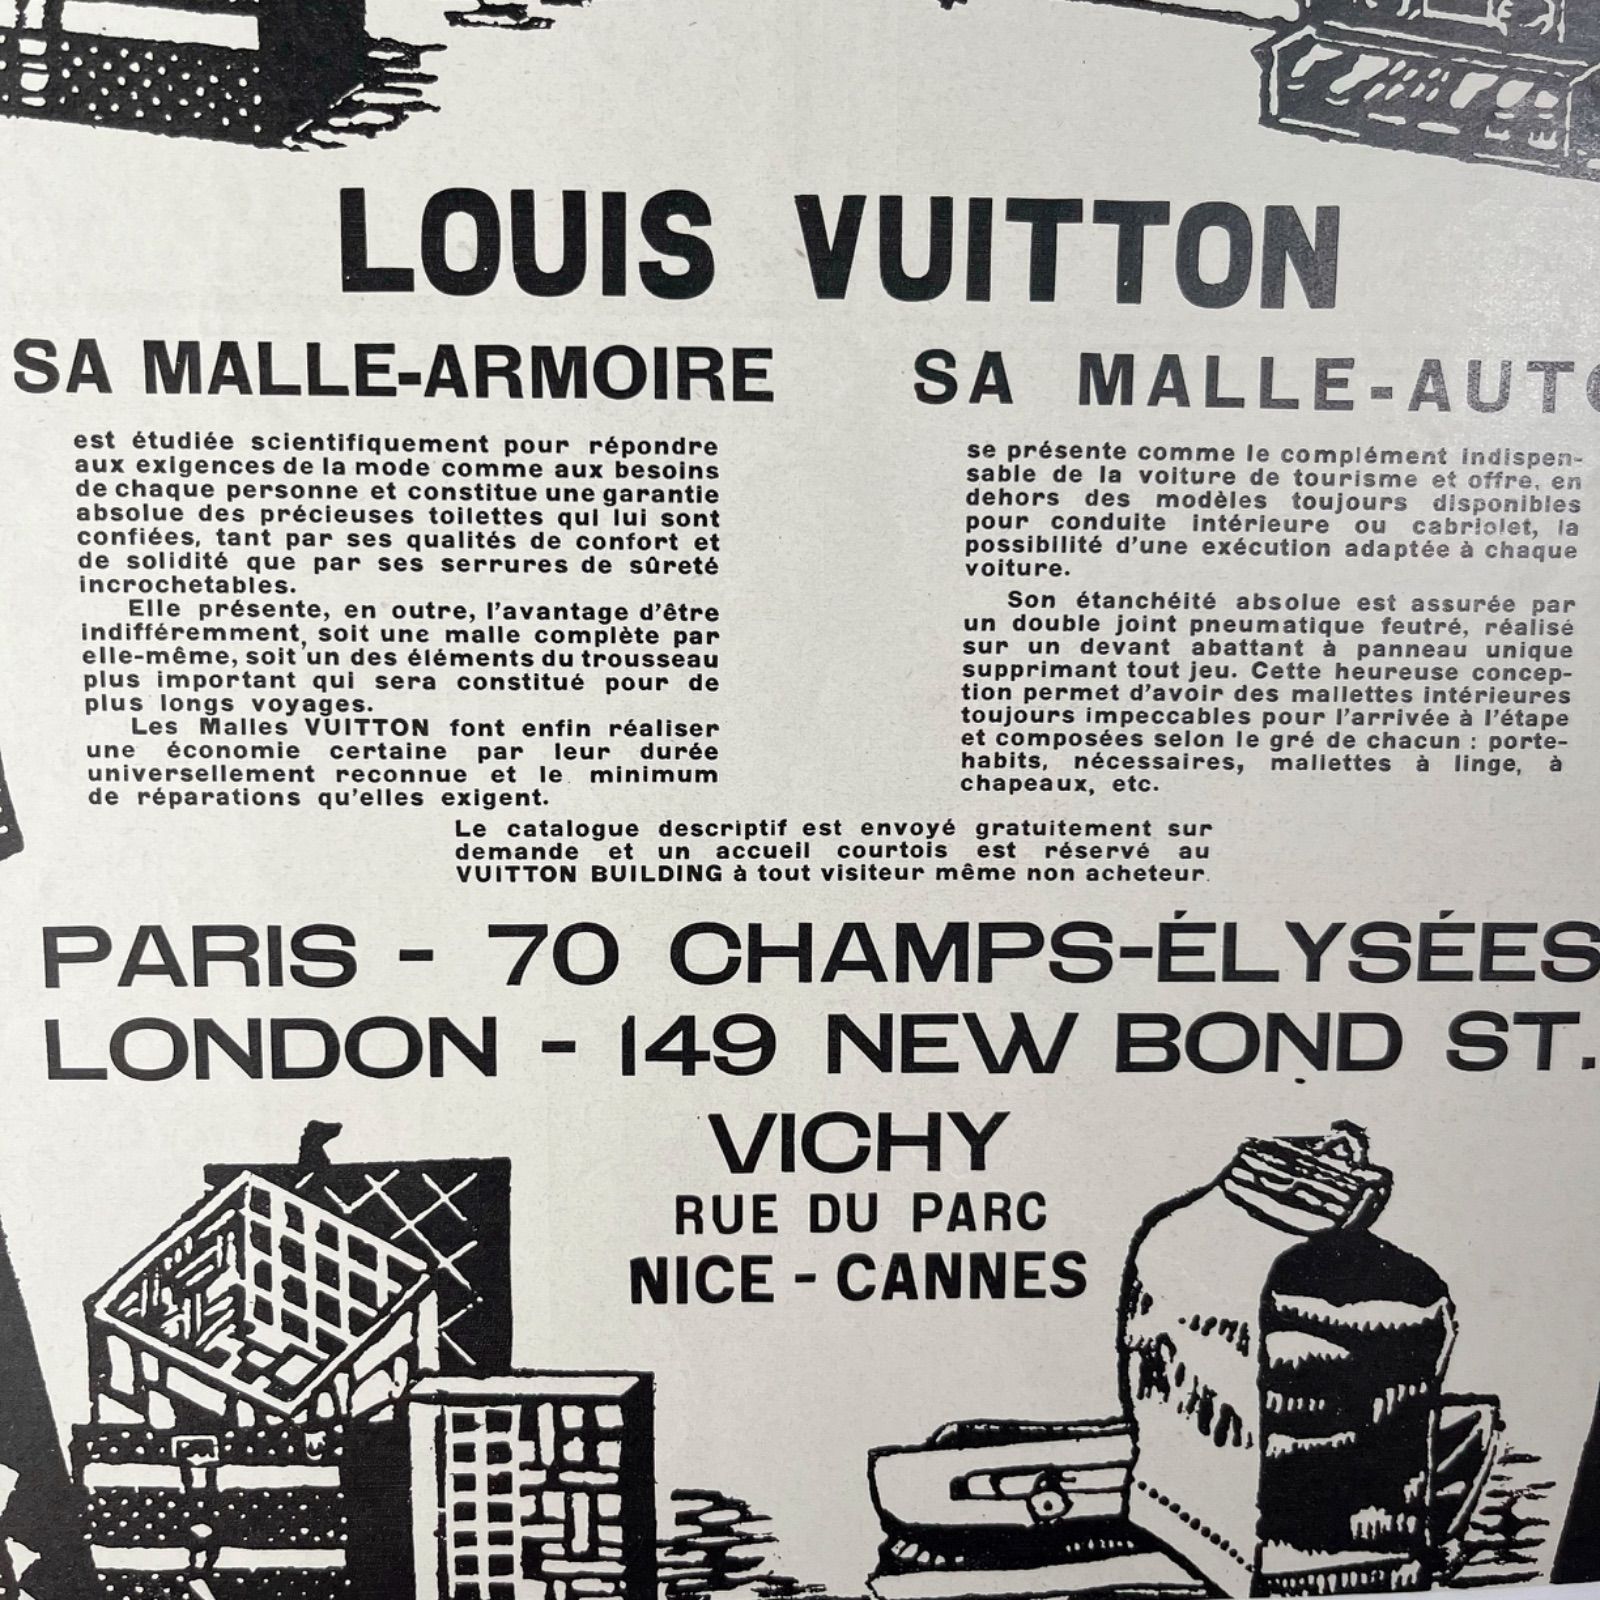 LOUIS VUITTON
SA MALLE-ARMOIRE
est étudiée scientifiquement pour répondre
aux exigences de la mode comme aux besoins
de chaque personne et constitue une garantie
absolue des précieuses toilettes qui lui sont
confiées, tant par ses qualités de confort et
de solidité que par ses serrures de sûreté
incrochetables.
Elle présente, en outre, l'avantage d'être
indifféremment, soit une malle complète par
elle-même, soit un des éléments du trousseau
plus important qui sera constitué pour de
plus longs voyages.
Les Malles VUITTON font enfin réaliser
une économie certaine par leur durée
universellement reconnue et le minimum
de réparations qu'elles exigent.
SA MALLE-AUTO
se présente comme le complément indispen-
sable de la voiture de tourisme et offre, en
dehors des modèles toujours disponibles
pour conduite intérieure ou cabriolet, la
possibilité d'une exécution adaptée à chaque
voiture.
Son étanchéité absolue est assurée par
un double joint pneumatique feutré, réalisé
sur un devant abattant à panneau unique
supprimant tout jeu. Cette heureuse concep-
tion permet d'avoir des mallettes intérieures
toujours impeccables pour l'arrivée à l'étape
et composées selon le gré de chacun : porte-
habits, nécessaires, mallettes à linge, à
chapeaux, etc.
Le catalogue descriptif est envoyé gratuitement sur
demande et un accueil courtois est réservé au
VUITTON BUILDING à tout visiteur même non acheteur.
PARIS - 70 CHAMPS-ÉLYSÉES
LONDON - 149 NEW BOND ST.
VICHY
RUE DU PARC
NICE - CANNES